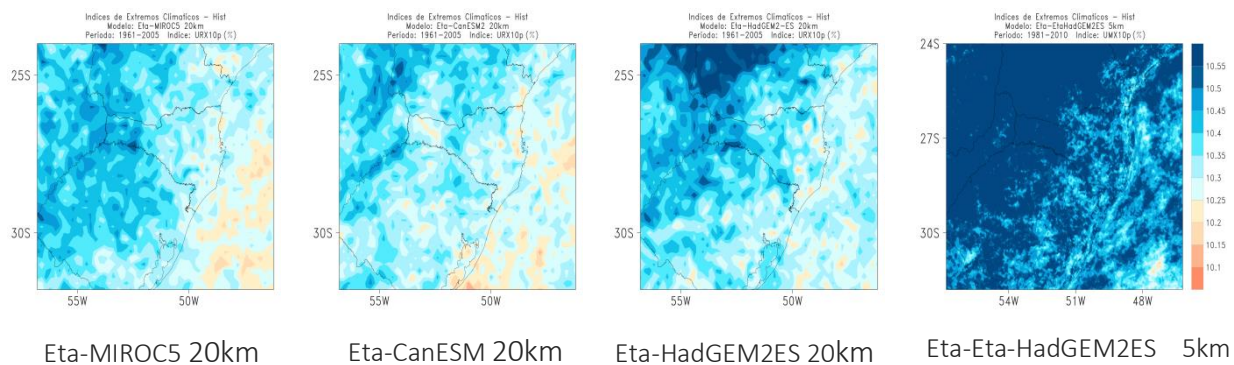 Indices de Extremos Climaticos - Hist
Modelo: Eta-MIROC5 20km
Periodo: 1961-2005 Indice: URX10p (%)
25S
30S
55W
50W
Eta-MIROC5 20km
Indices de Extremos Climaticos - Hist
Modelo: Eta-CanESM2 20km
Periodo: 1961-2005 Indice: URX10p (%)
25S
30S
55W
50W
Eta-CanESM 20km
Indices de Extremos Climaticos - Hist
Modelo: Eta-HadGEM2-ES 20km
Periodo: 1961-2005 Indice: URX10p (%)
25S
30S
55W
50W
Eta-HadGEM2ES 20km
Indices de Extremos Climaticos - Hist
Modelo: Eta-EtaHadGEM2ES 5km
Periodo: 1981-2010 Indice: UMX10p (%)
24S
27S
30S
54W
51W
48W
10.55
10.5
10.45
10.4
10.35
10.3
10.25
10.2
10.15
10.1
Eta-Eta-HadGEM2ES 5km